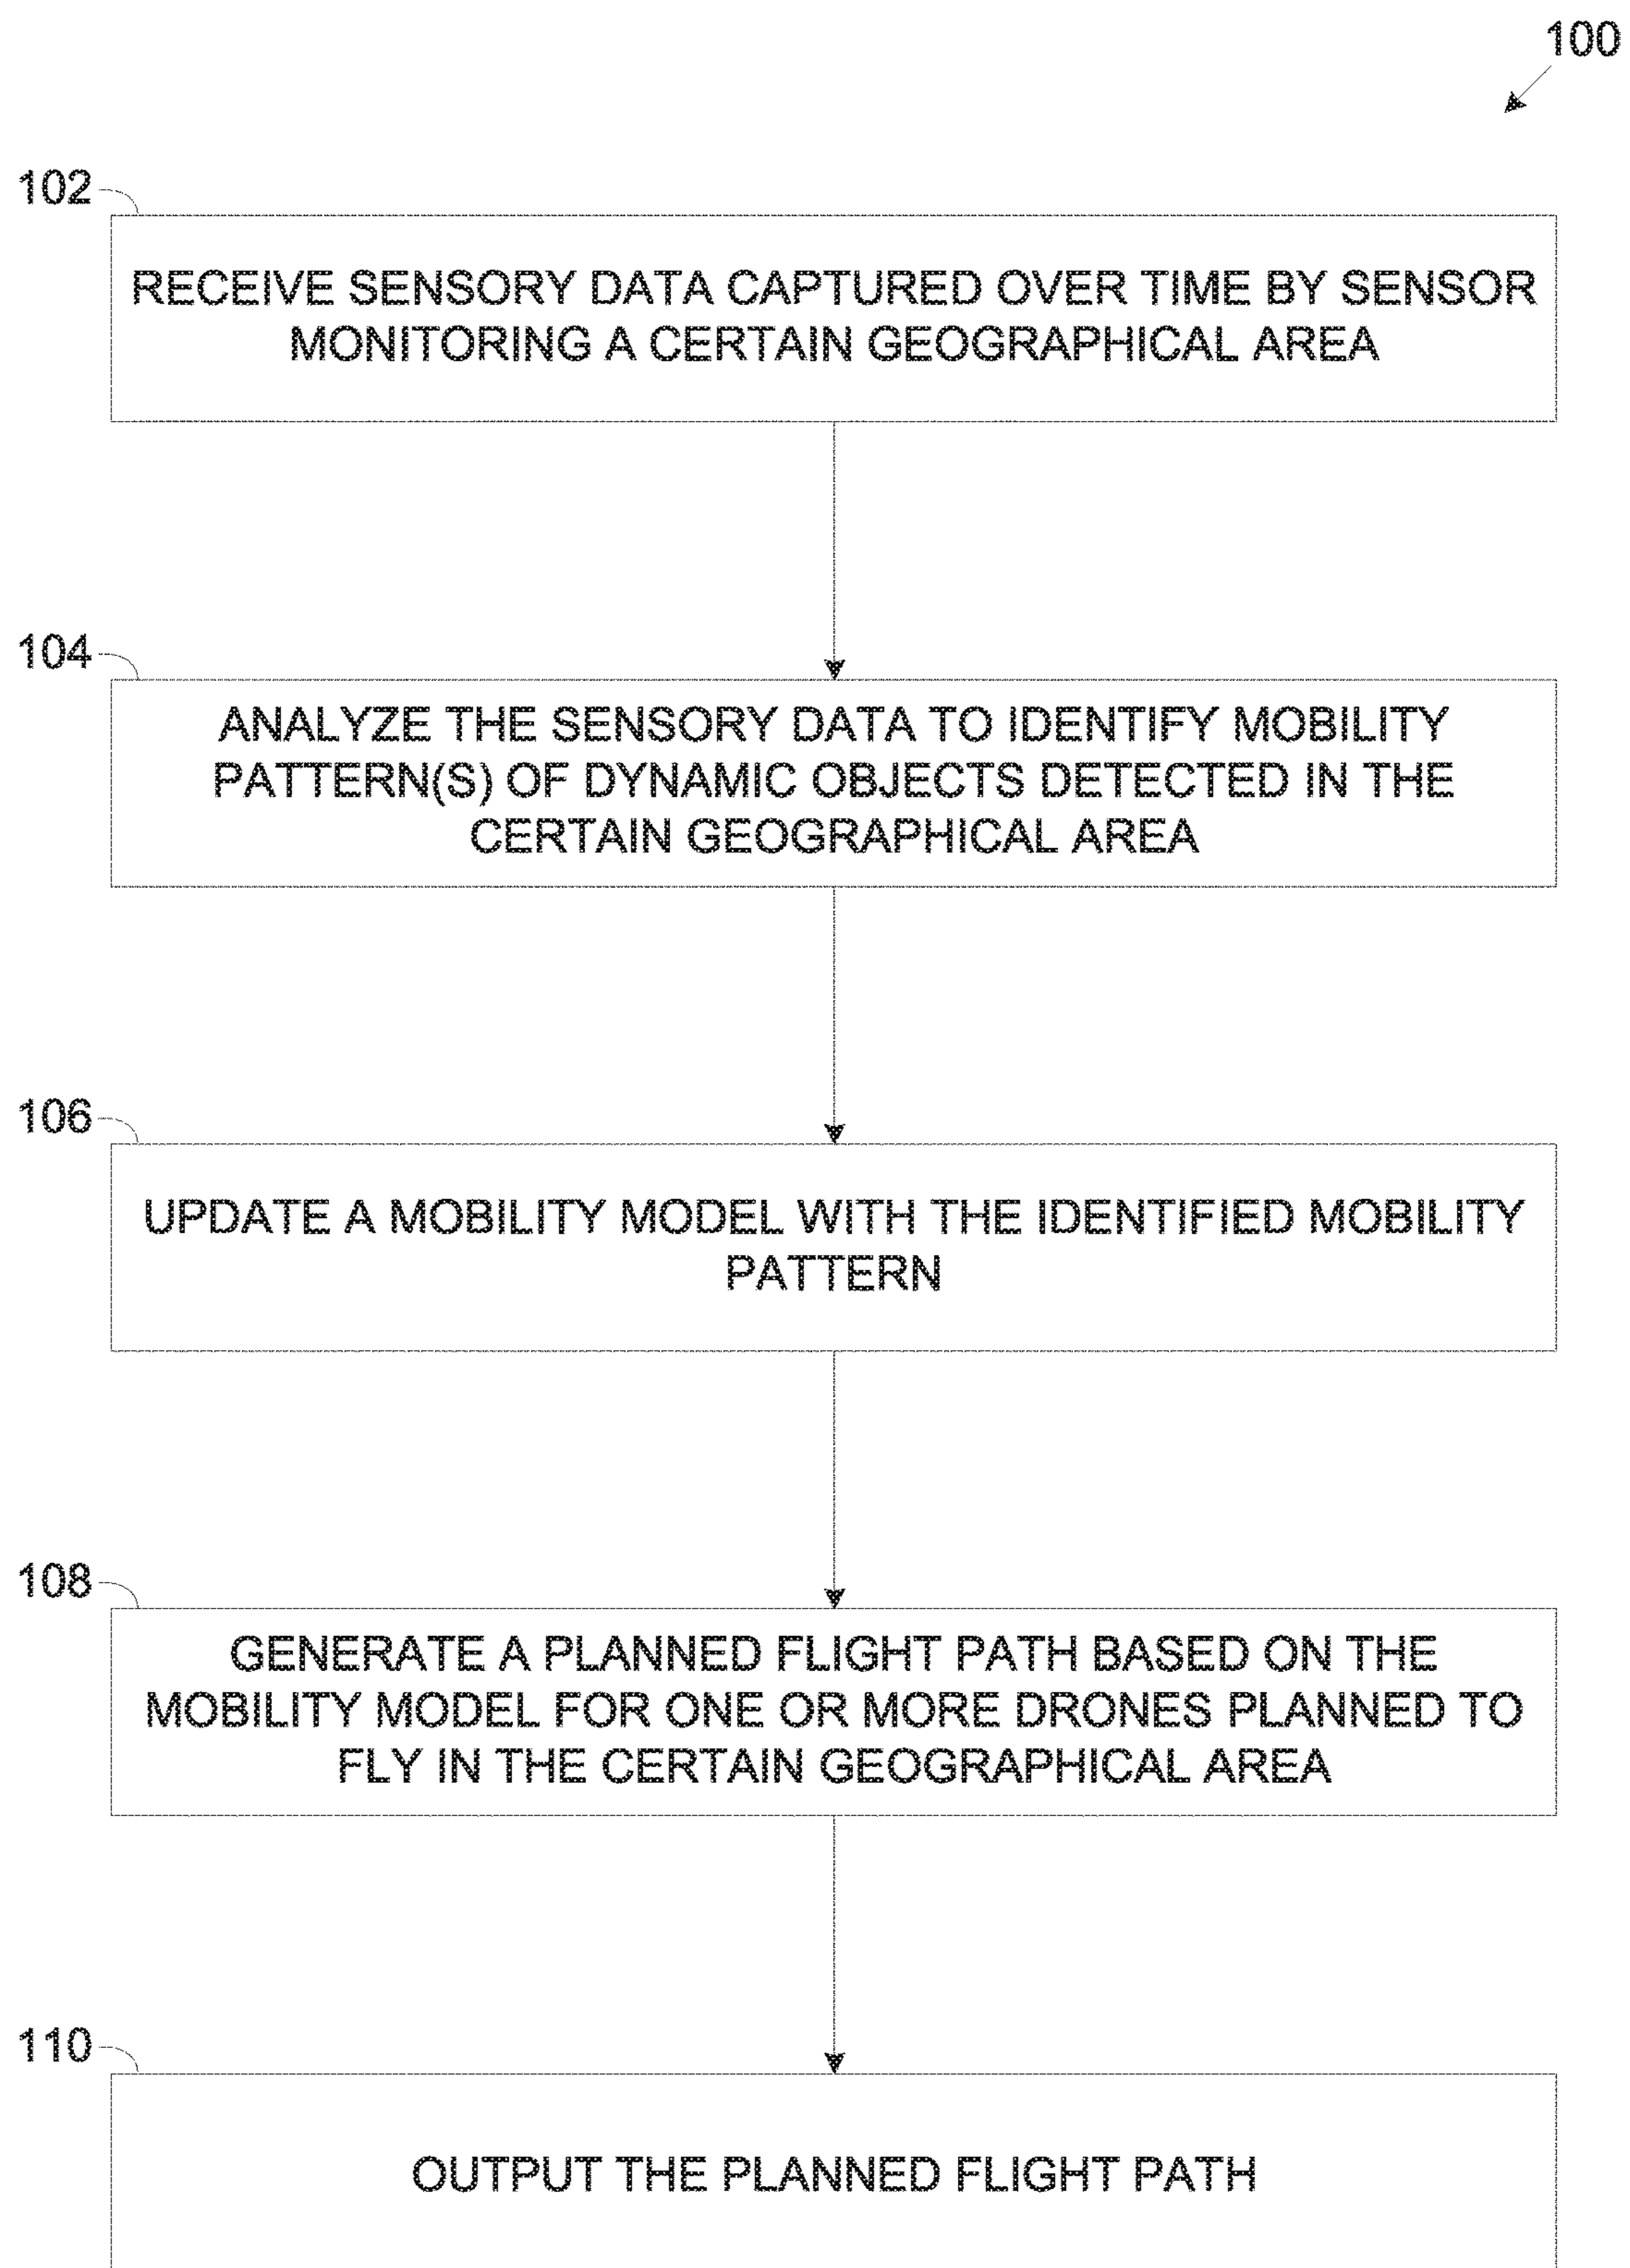 100
102
RECEIVE SENSORY DATA CAPTURED OVER TIME BY SENSOR
MONITORING A CERTAIN GEOGRAPHICAL AREA
104
ANALYZE THE SENSORY DATA TO IDENTIFY MOBILITY
PATTERN(S) OF DYNAMIC OBJECTS DETECTED IN THE
CERTAIN GEOGRAPHICAL AREA
106
UPDATE A MOBILITY MODEL WITH THE IDENTIFIED MOBILITY
PATTERN
108
GENERATE A PLANNED FLIGHT PATH BASED ON THE
MOBILITY MODEL FOR ONE OR MORE DRONES PLANNED TO
FLY IN THE CERTAIN GEOGRAPHICAL AREA
110
OUTPUT THE PLANNED FLIGHT PATH